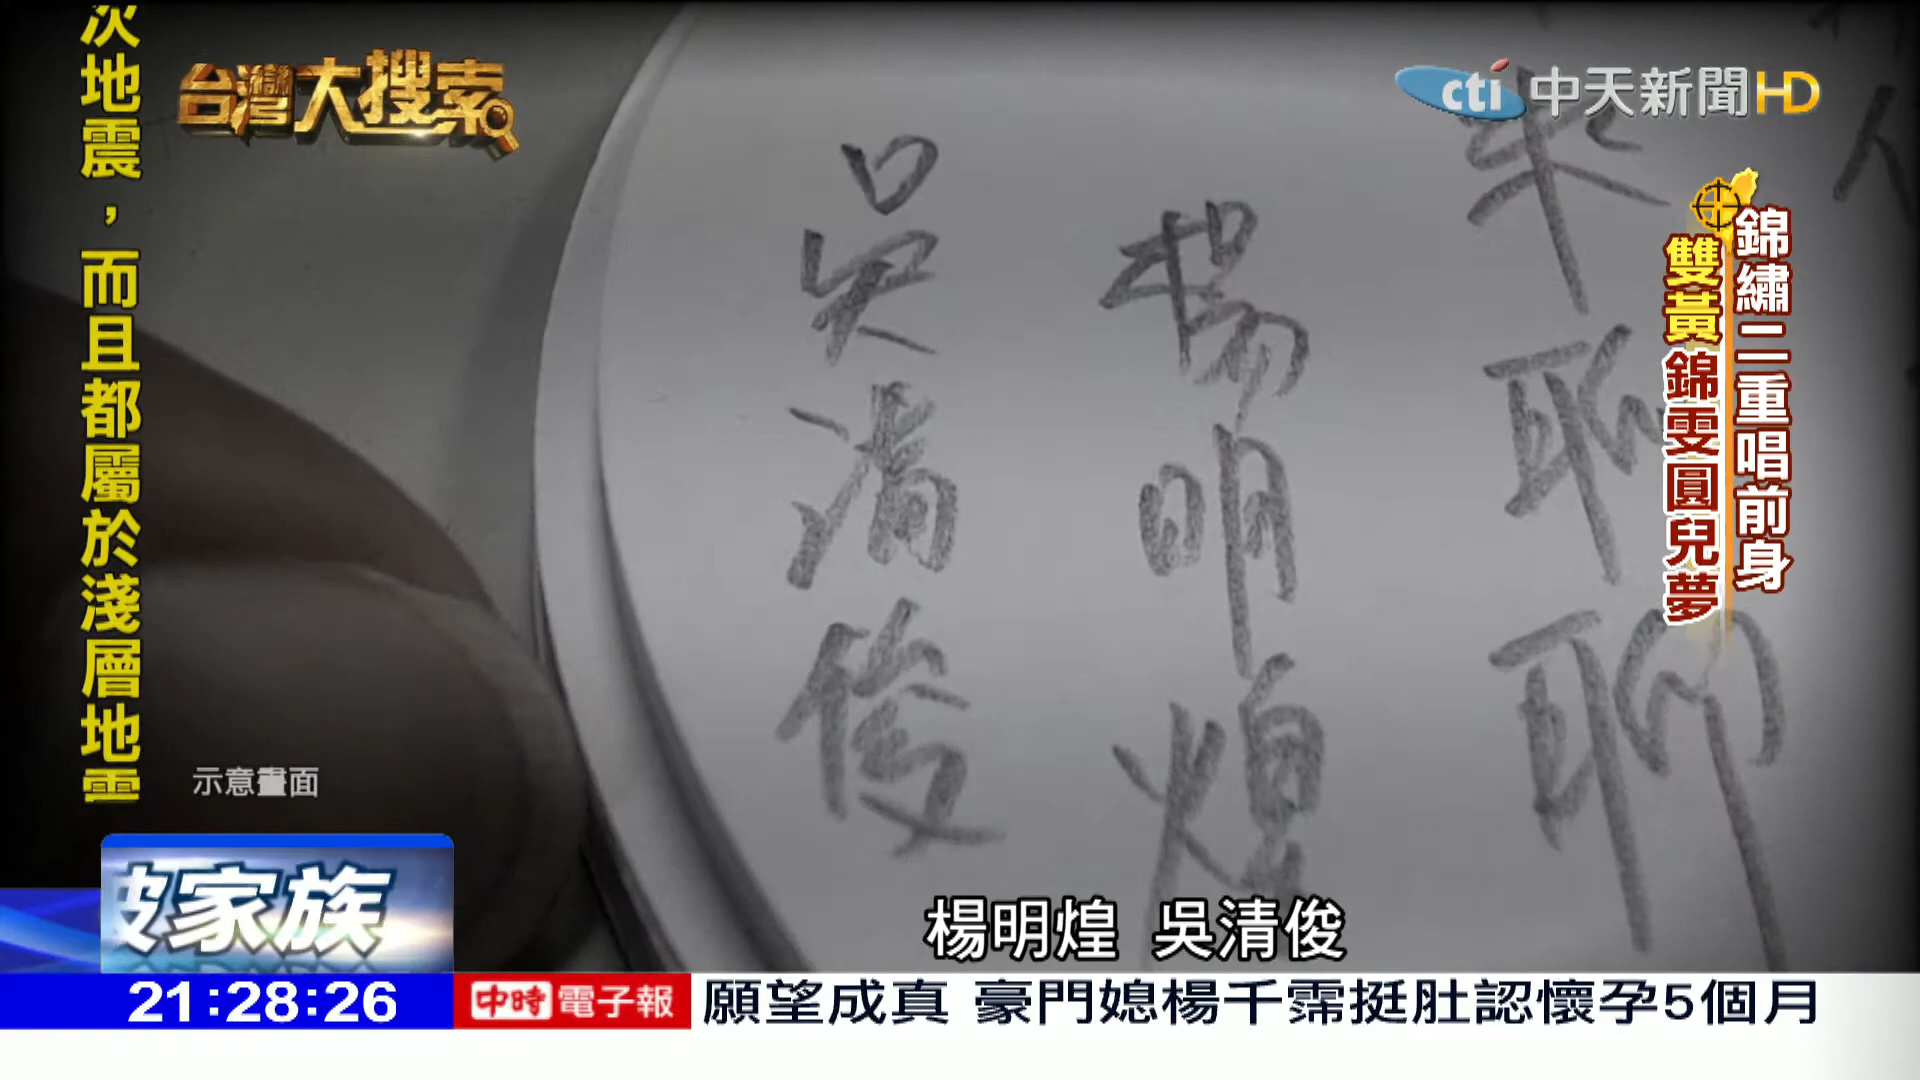 次地震，而且都屬於淺層地震
台灣大搜索
cti 中天新聞HD
錦繡二重唱前身
雙黃錦雯圓兒夢
聊
聊
楊明煌
吳清俊
示意畫面
楊明煌 吳清俊
家族
21:28:26
中時電子報
願望成真 豪門媳楊千霈挺肚認懷孕5個月